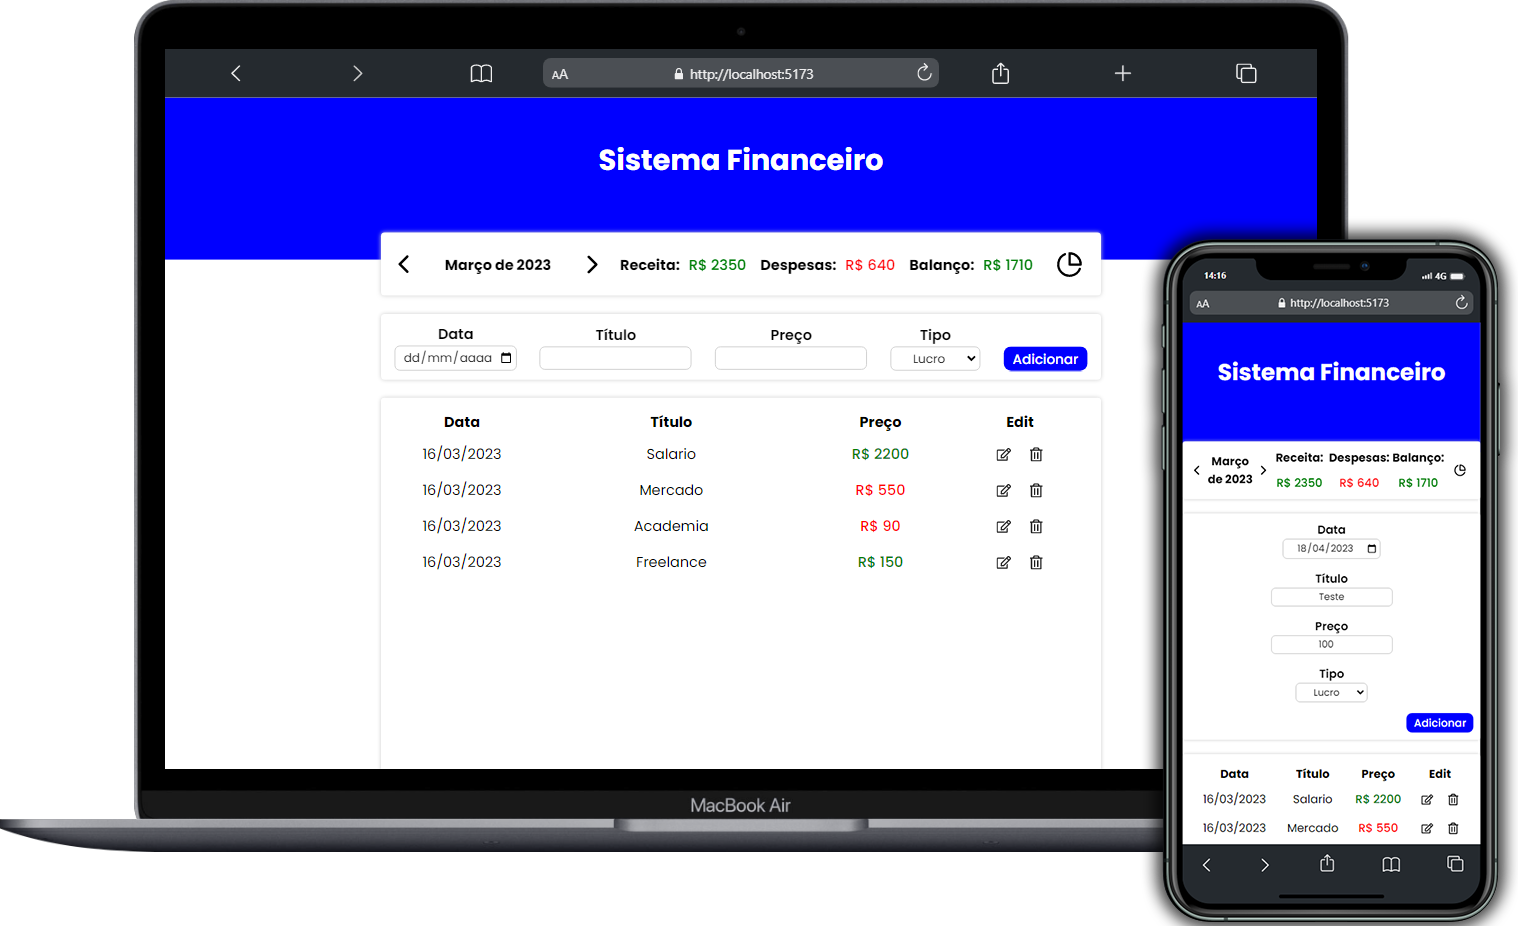 AA http://localhost:5173
Sistema Financeiro
Março de 2023 Receita: R$ 2350 Despesas: R$ 640 Balanço: R$ 1710
Data Título Preço Tipo
dd/mm/aaaa Lucro Adicionar
Data Título Preço Edit
16/03/2023 Salario R$ 2200
16/03/2023 Mercado R$ 550
16/03/2023 Academia R$ 90
16/03/2023 Freelance R$ 150
MacBook Air
14:16 4G
AA http://localhost:5173
Sistema Financeiro
Março
de 2023
Receita: Despesas: Balanço:
R$ 2350 R$ 640 R$ 1710
Data
18/04/2023
Título
Teste
Preço
100
Tipo
Lucro
Adicionar
Data Título Preço Edit
16/03/2023 Salario R$ 2200
16/03/2023 Mercado R$ 550